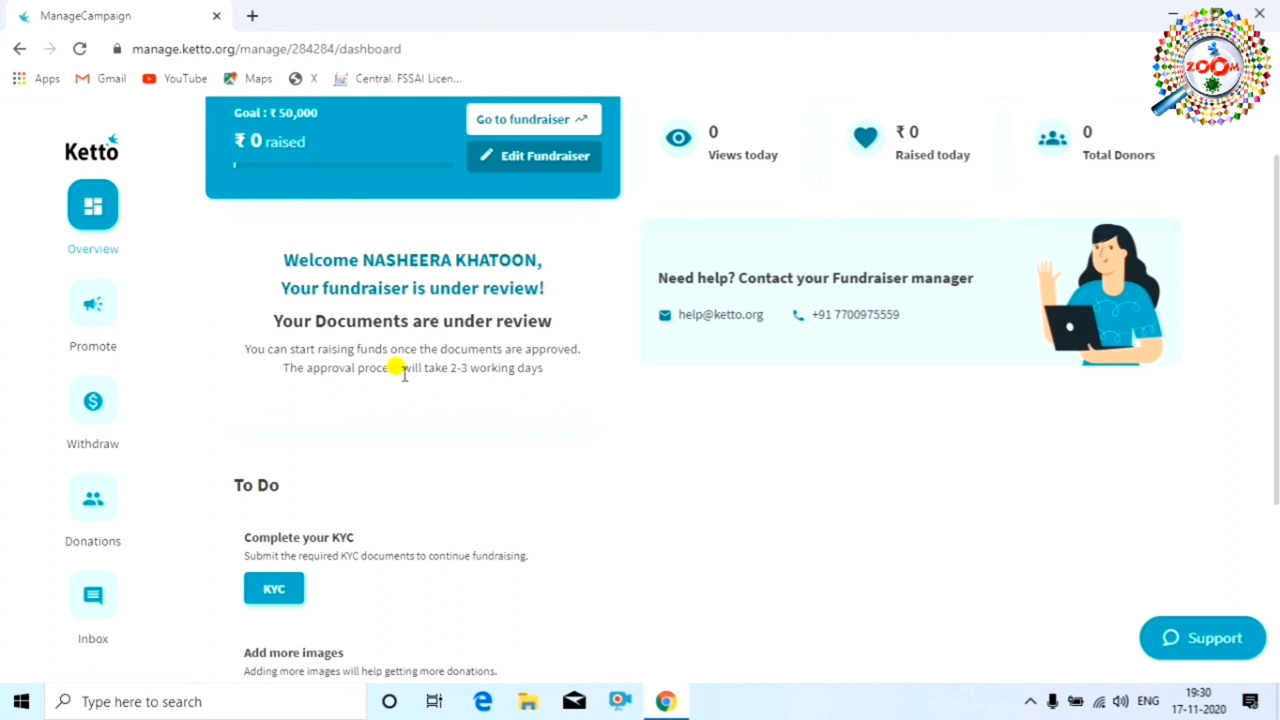 ManageCampaign
manage.ketto.org/manage/284284/dashboard
Apps
Gmail
YouTube
Maps
X
Central. FSSAI Licen...
ZOOM
Ketto
Overview
Promote
Withdraw
Donations
Inbox
Goal : ₹ 50,000
₹ 0 raised
Go to fundraiser
Edit Fundraiser
0
Views today
₹ 0
Raised today
0
Total Donors
Welcome NASHEERA KHATOON,
Your fundraiser is under review!
Your Documents are under review
You can start raising funds once the documents are approved.
The approval process will take 2-3 working days
Need help? Contact your Fundraiser manager
help@ketto.org
+91 7700975559
To Do
Complete your KYC
Submit the required KYC documents to continue fundraising.
KYC
Add more images
Adding more images will help getting more donations.
Support
Type here to search
ENG
19:30
17-11-2020